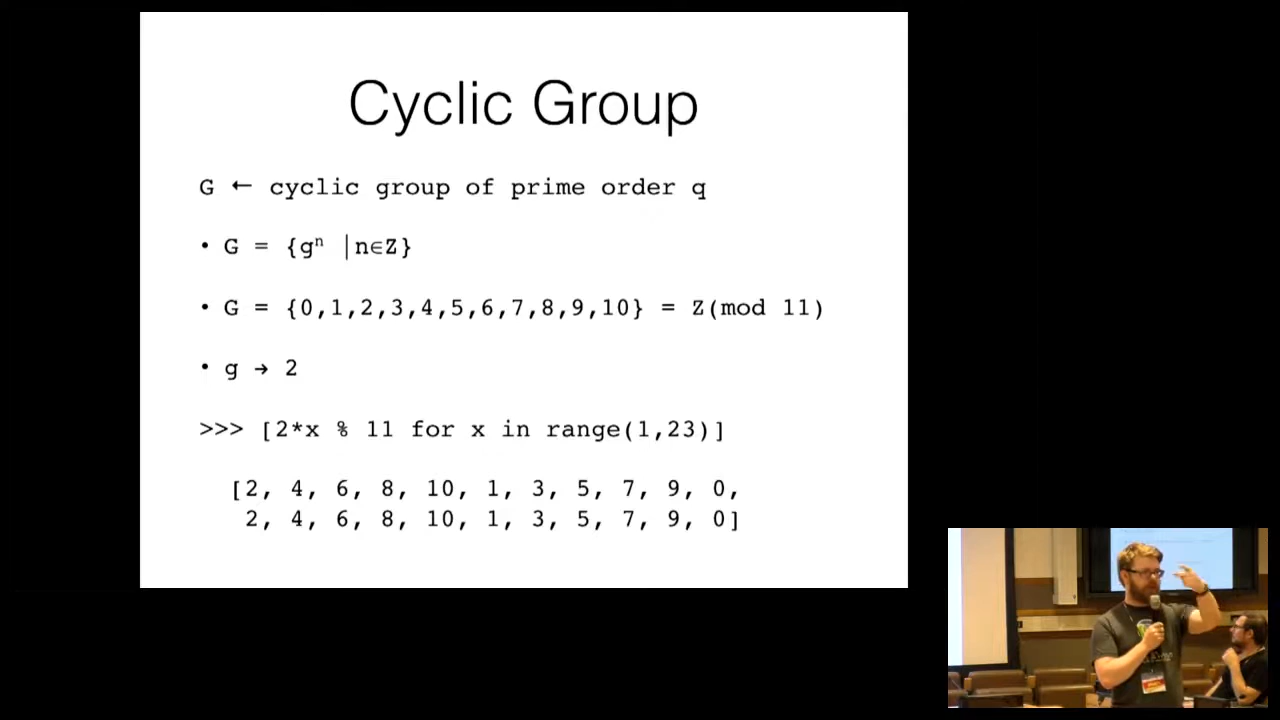 Cyclic Group
G ← cyclic group of prime order q
• G = {gⁿ |n∈Z}
• G = {0,1,2,3,4,5,6,7,8,9,10} = Z(mod 11)
• g → 2
>>> [2*x % 11 for x in range(1,23)]
[2, 4, 6, 8, 10, 1, 3, 5, 7, 9, 0,
2, 4, 6, 8, 10, 1, 3, 5, 7, 9, 0]